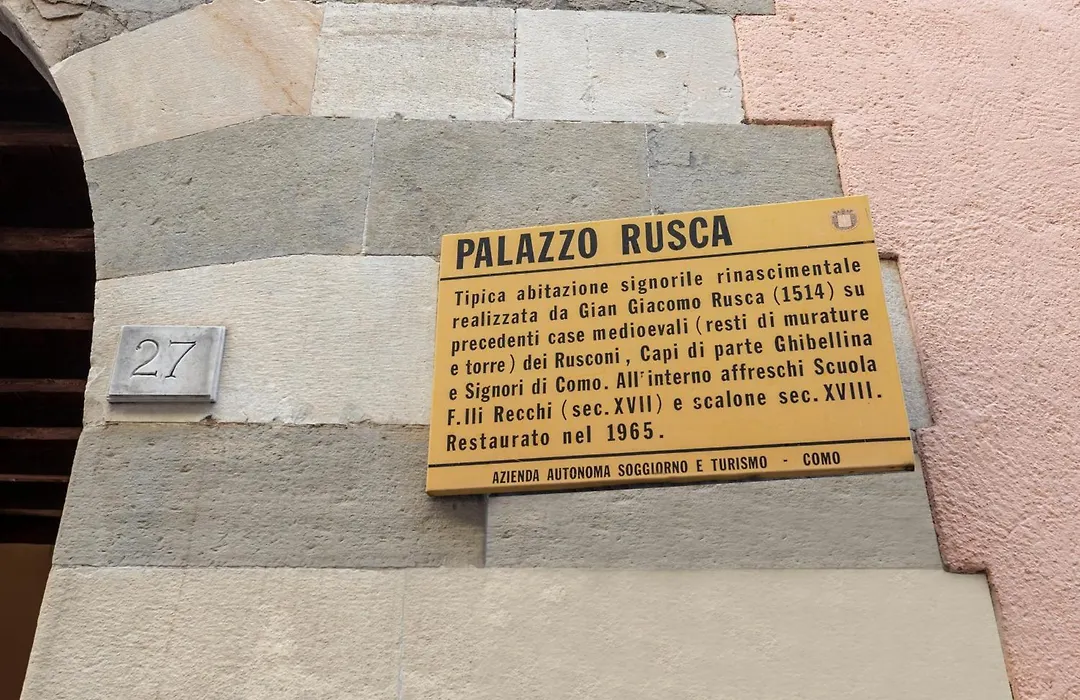 PALAZZO RUSCA
Tipica abitazione signorile rinascimentale
realizzata da Gian Giacomo Rusca (1514) su
precedenti case medioevali (resti di murature
e torre) dei Rusconi, Capi di parte Ghibellina
e Signori di Como. All'interno affreschi Scuola
F.lli Recchi (sec. XVII) e scalone sec. XVIII.
Restaurato nel 1965.
AZIENDA AUTONOMA SOGGIORNO E TURISMO - COMO
27